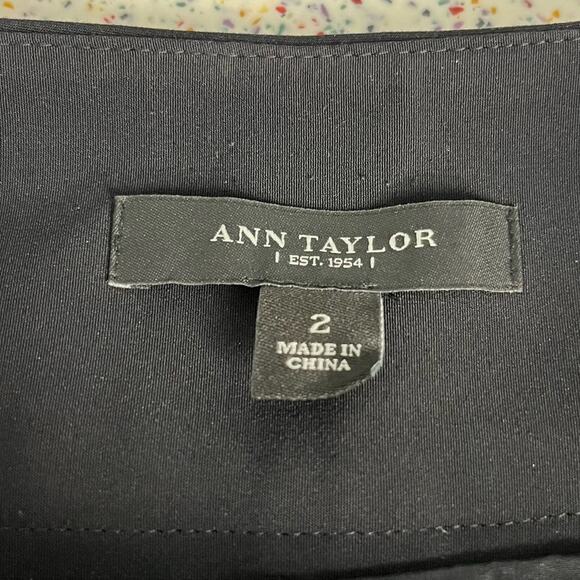 ANN TAYLOR
EST. 1954
2
MADE IN
CHINA